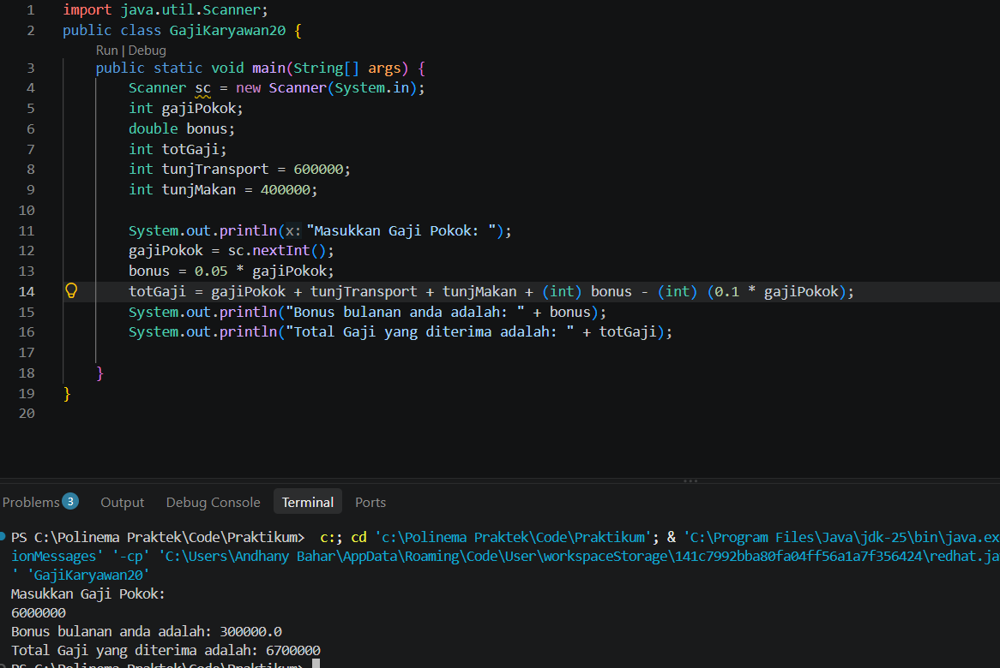 1 import java.util.Scanner;
2 public class GajiKaryawan20 {
Run | Debug
3 public static void main(String[] args) {
4 Scanner sc = new Scanner(System.in);
5 int gajiPokok;
6 double bonus;
7 int totGaji;
8 int tunjTransport = 600000;
9 int tunjMakan = 400000;
10
11 System.out.println(x: "Masukkan Gaji Pokok: ");
12 gajiPokok = sc.nextInt();
13 bonus = 0.05 * gajiPokok;
14 totGaji = gajiPokok + tunjTransport + tunjMakan + (int) bonus - (int) (0.1 * gajiPokok);
15 System.out.println("Bonus bulanan anda adalah: " + bonus);
16 System.out.println("Total Gaji yang diterima adalah: " + totGaji);
17
18 }
19 }
20
Problems 3 Output Debug Console Terminal Ports
PS C:\Polinema Praktek\Code\Praktikum> c:; cd 'c:\Polinema Praktek\Code\Praktikum'; & 'C:\Program Files\Java\jdk-25\bin\java.ex
ionMessages' '-cp' 'C:\Users\Andhany Bahar\AppData\Roaming\Code\User\workspaceStorage\141c7992bba80fa04ff56a1a7f356424\redhat.ja
' 'GajiKaryawan20'
Masukkan Gaji Pokok:
6000000
Bonus bulanan anda adalah: 300000.0
Total Gaji yang diterima adalah: 6700000
PS C:\Polinema Praktek\Code\Praktikum>